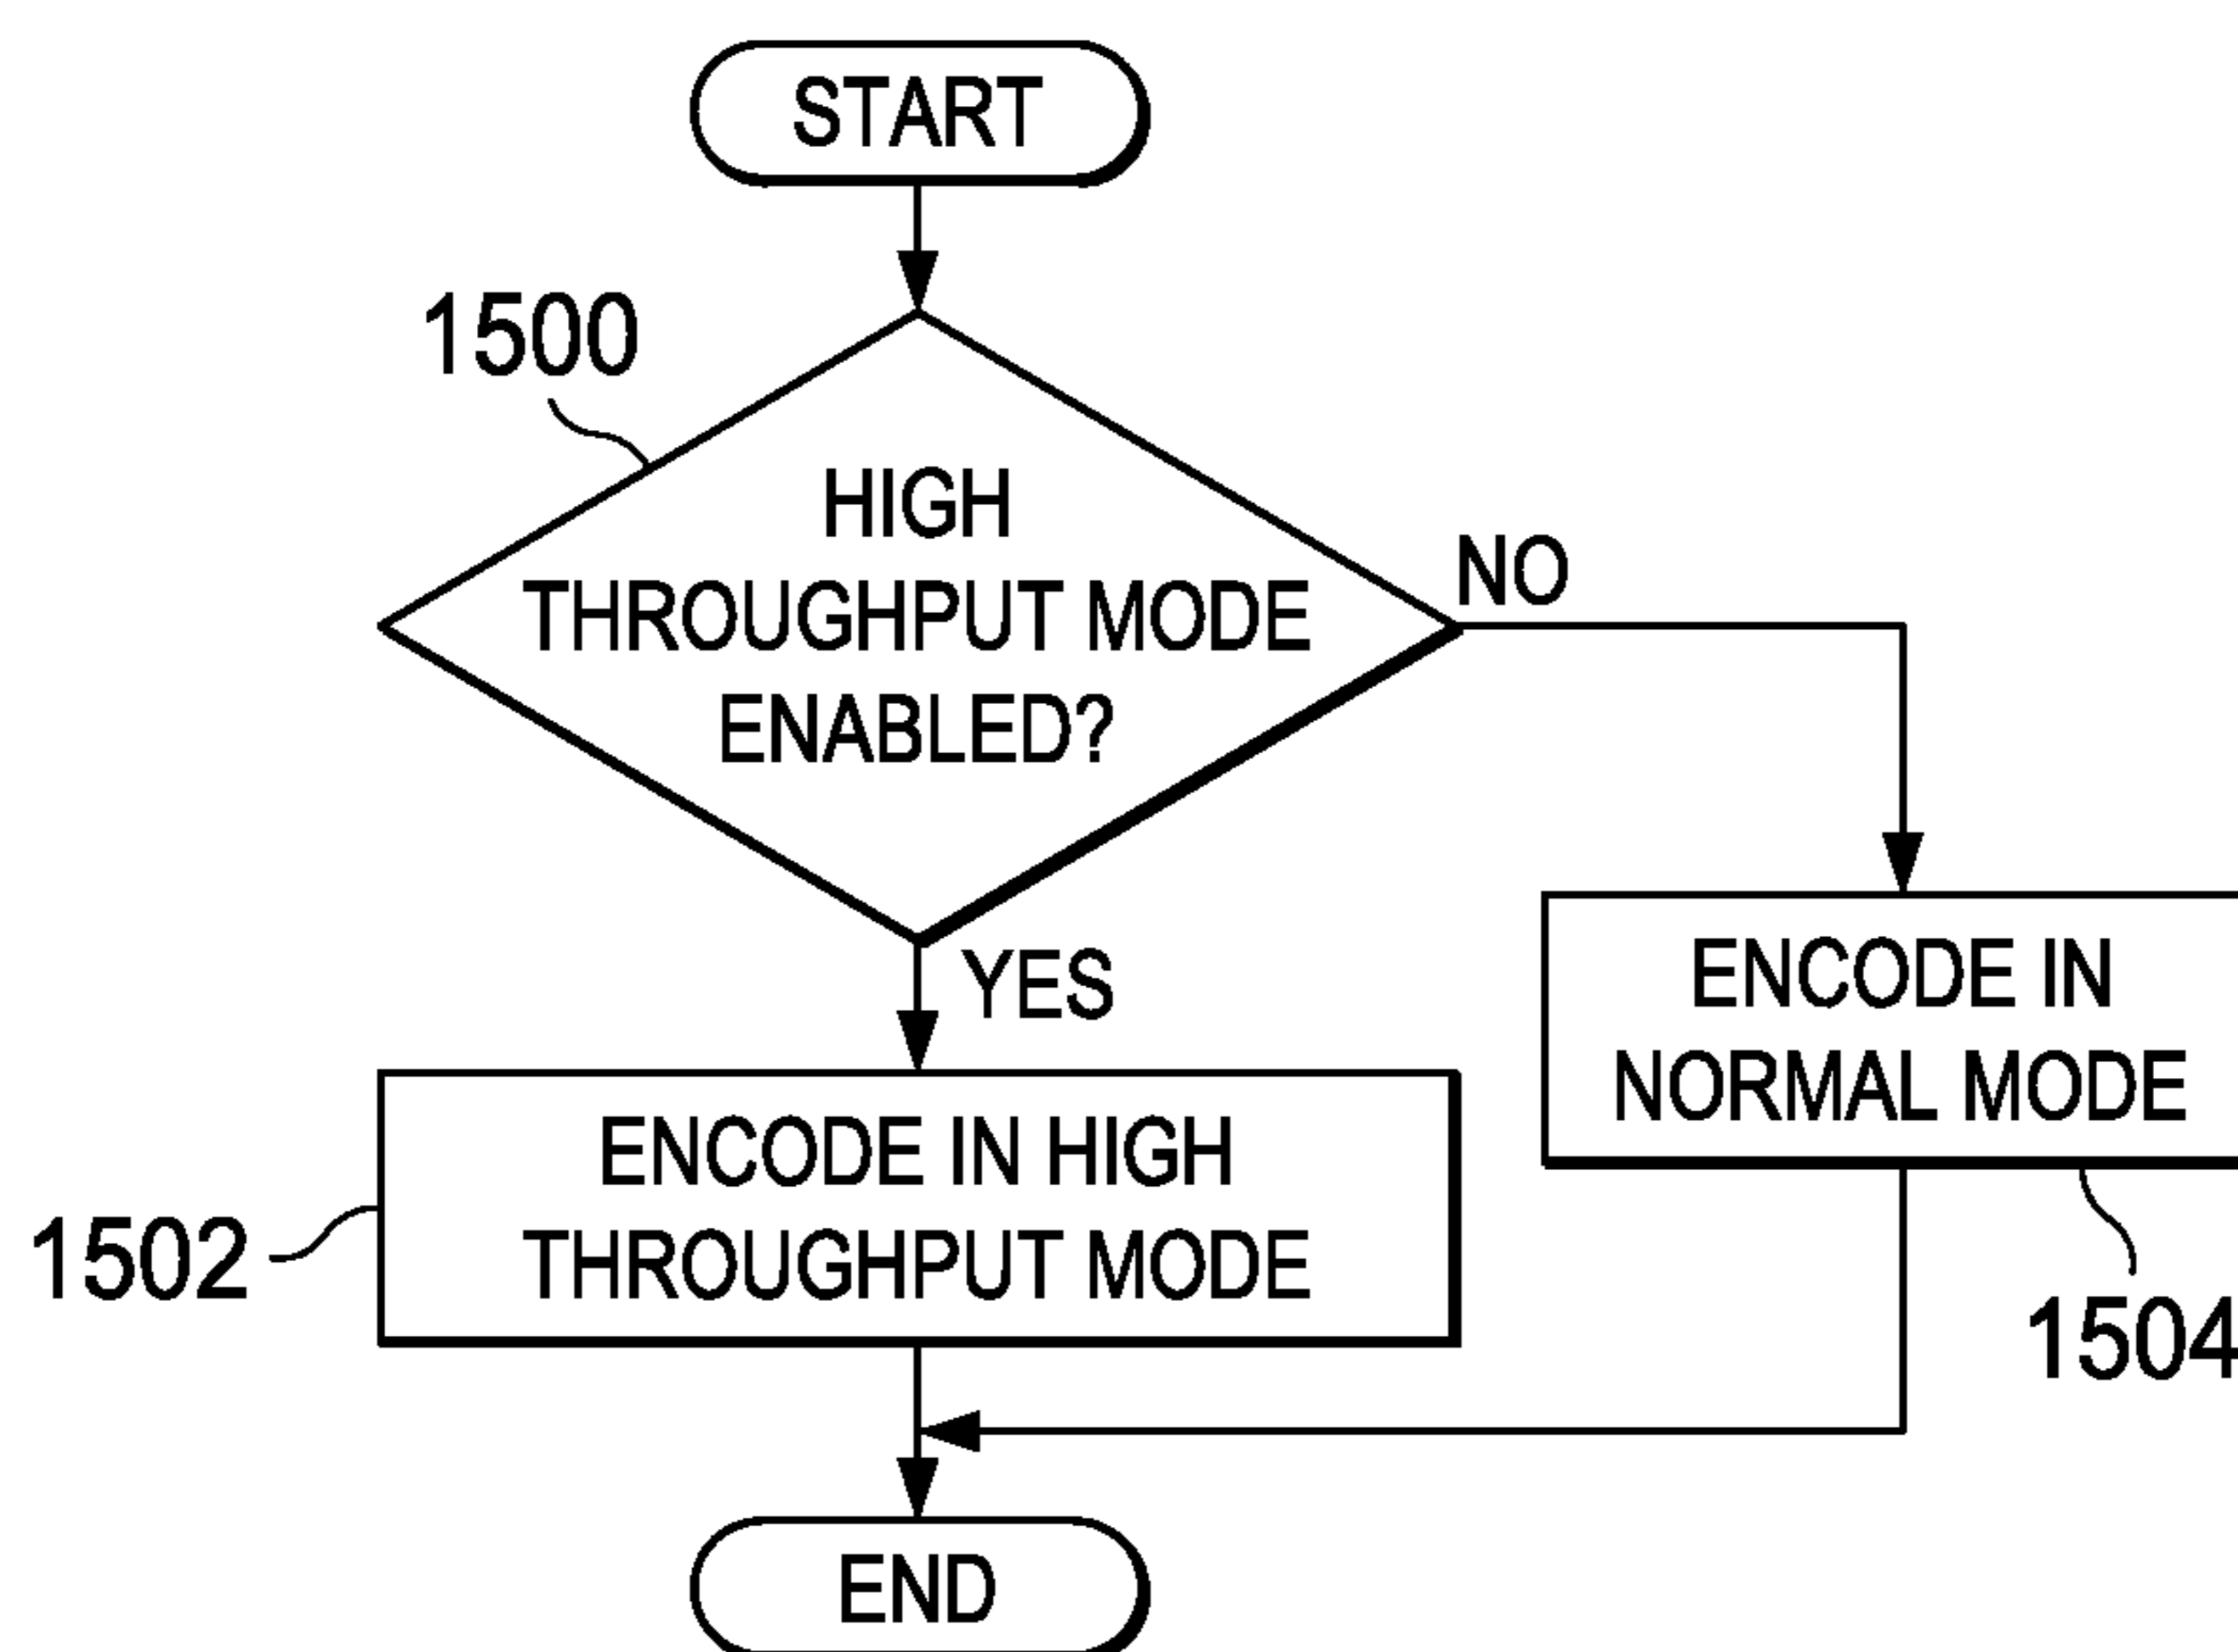 START
1500
HIGH
THROUGHPUT MODE
ENABLED?
NO
YES
ENCODE IN
NORMAL MODE
ENCODE IN HIGH
THROUGHPUT MODE
1502
1504
END